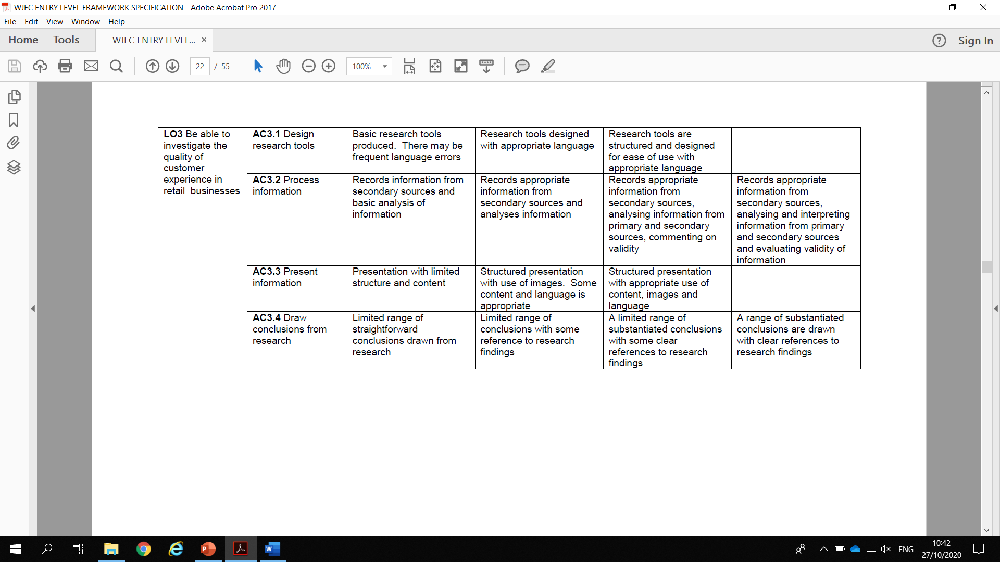 WJEC ENTRY LEVEL FRAMEWORK SPECIFICATION - Adobe Acrobat Pro 2017
File Edit View Window Help
Home Tools WJEC ENTRY LEVEL... × Sign In
22 / 55 100%
LO3 Be able to
investigate the
quality of
customer
experience in
retail businesses
AC3.1 Design
research tools
Basic research tools
produced. There may be
frequent language errors
Research tools designed
with appropriate language
Research tools are
structured and designed
for ease of use with
appropriate language
AC3.2 Process
information
Records information from
secondary sources and
basic analysis of
information
Records appropriate
information from
secondary sources and
analyses information
Records appropriate
information from
secondary sources,
analysing information from
primary and secondary
sources, commenting on
validity
Records appropriate
information from
secondary sources,
analysing and interpreting
information from primary
and secondary sources
and evaluating validity of
information
AC3.3 Present
information
Presentation with limited
structure and content
Structured presentation
with use of images. Some
content and language is
appropriate
Structured presentation
with appropriate use of
content, images and
language
AC3.4 Draw
conclusions from
research
Limited range of
straightforward
conclusions drawn from
research
Limited range of
conclusions with some
reference to research
findings
A limited range of
substantiated conclusions
with some clear
references to research
findings
A range of substantiated
conclusions are drawn
with clear references to
research findings
ENG
10:42
27/10/2020